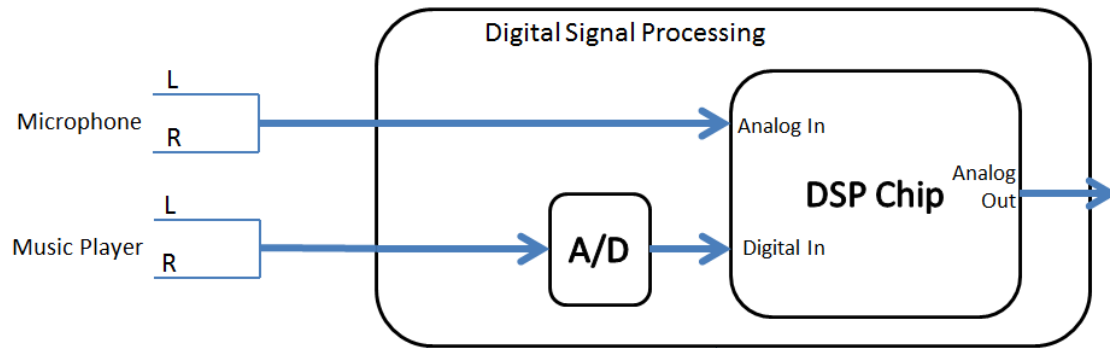 Digital Signal Processing
L
Microphone
R
Analog In
DSP Chip
Analog
Out
L
Music Player
R
A/D
Digital In